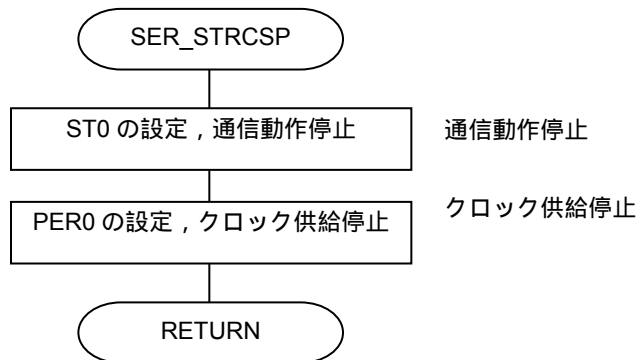 SER_STRCSP
ST0 の設定 , 通信動作停止
通信動作停止
PER0 の設定 , クロック供給停止
クロック供給停止
RETURN